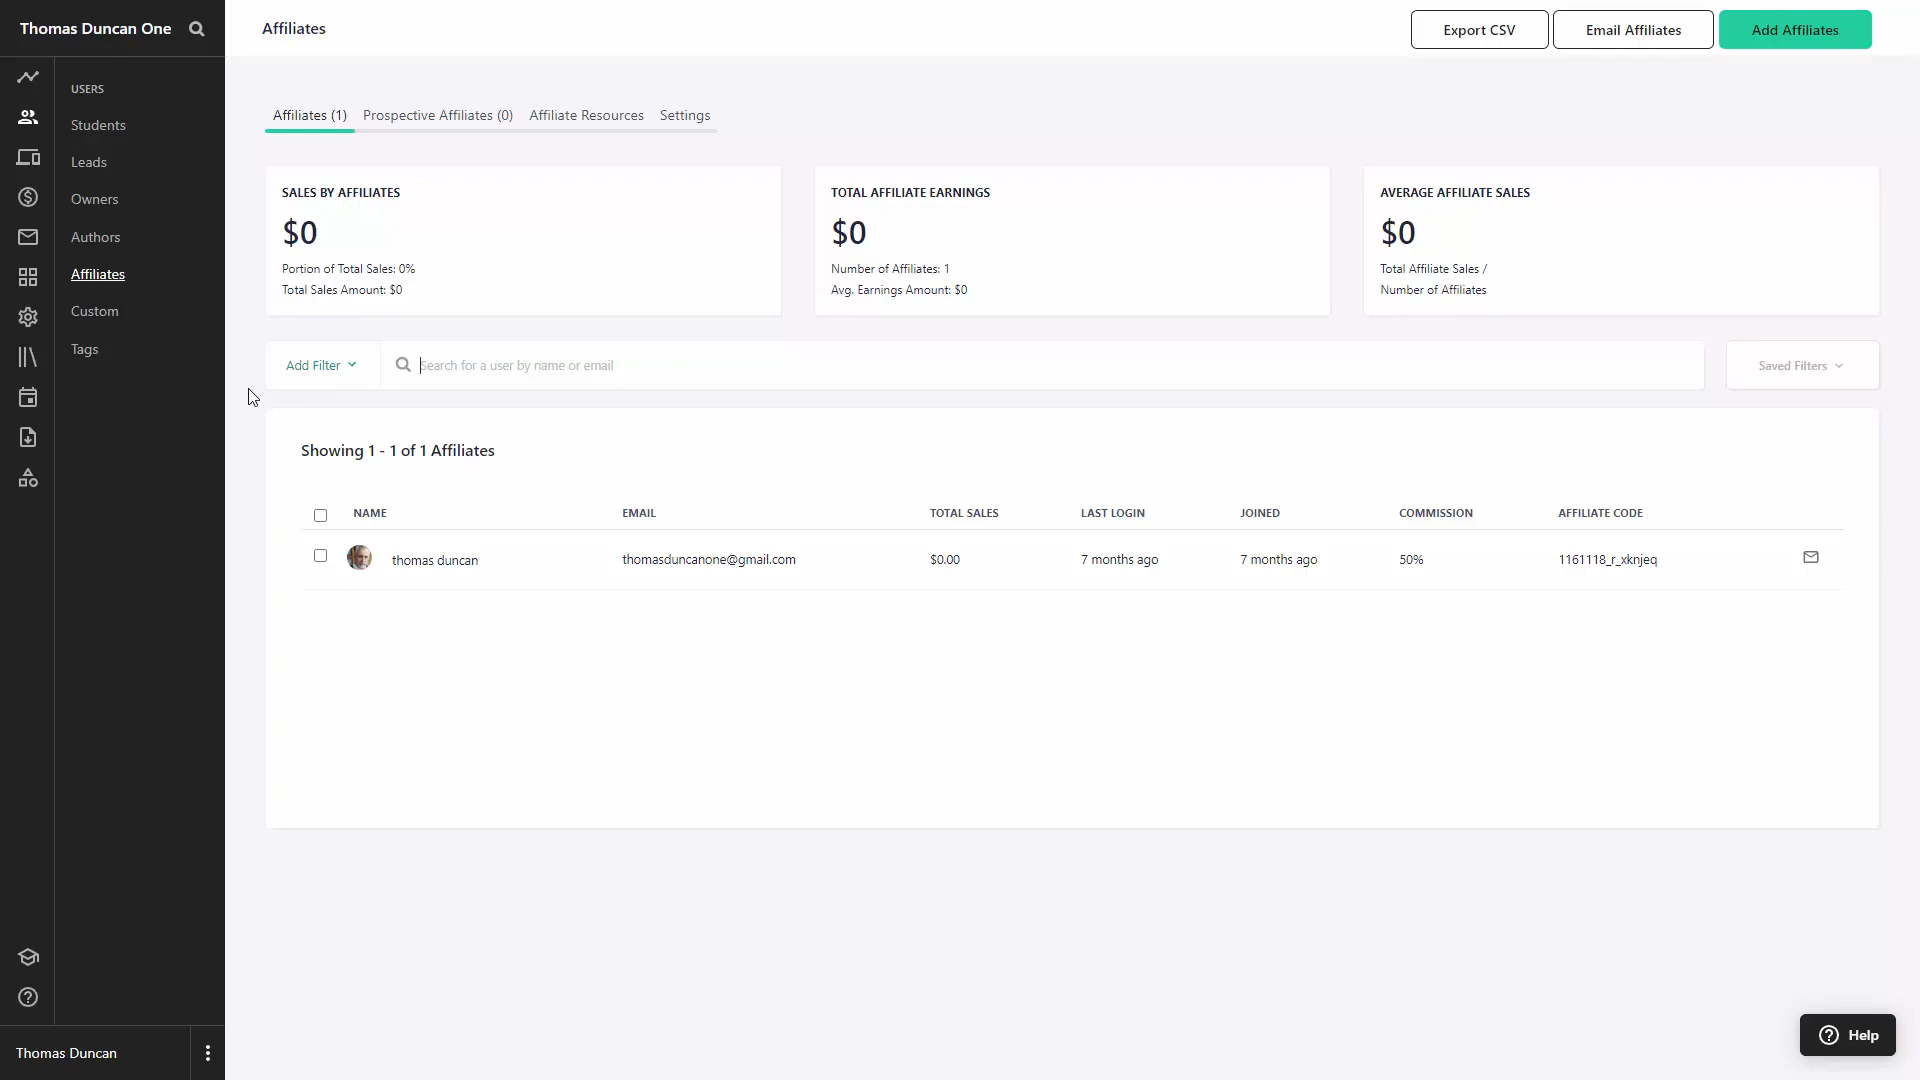 Thomas Duncan One
Affiliates
Export CSV
Email Affiliates
Add Affiliates
USERS
Students
Leads
Owners
Authors
Affiliates
Custom
Tags
Affiliates (1)
Prospective Affiliates (0)
Affiliate Resources
Settings
SALES BY AFFILIATES
$0
Portion of Total Sales: 0%
Total Sales Amount: $0
TOTAL AFFILIATE EARNINGS
$0
Number of Affiliates: 1
Avg. Earnings Amount: $0
AVERAGE AFFILIATE SALES
$0
Total Affiliate Sales /
Number of Affiliates
Add Filter
Search for a user by name or email
Saved Filters
Showing 1 - 1 of 1 Affiliates
NAME EMAIL TOTAL SALES LAST LOGIN JOINED COMMISSION AFFILIATE CODE
thomas duncan thomasduncanone@gmail.com $0.00 7 months ago 7 months ago 50% 1161118_r_xknjeq
Thomas Duncan
Help